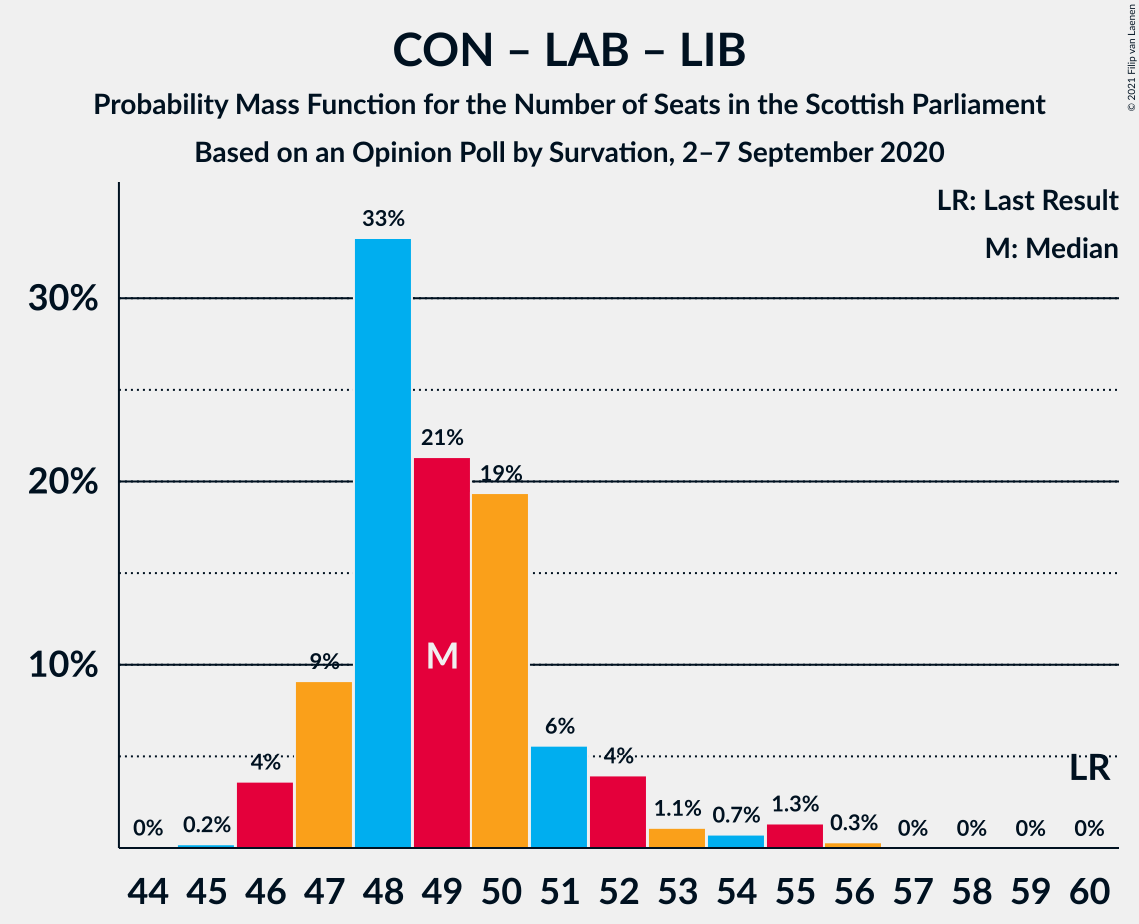 CON – LAB – LIB
Probability Mass Function for the Number of Seats in the Scottish Parliament
Based on an Opinion Poll by Survation, 2–7 September 2020
© 2021 Filip van Laenen
LR: Last Result
M: Median
30%
20%
10%
0%
0.2%
4%
9%
33%
21%
19%
6%
4%
1.1%
0.7%
1.3%
0.3%
0%
0%
0%
0%
M
LR
44 45 46 47 48 49 50 51 52 53 54 55 56 57 58 59 60